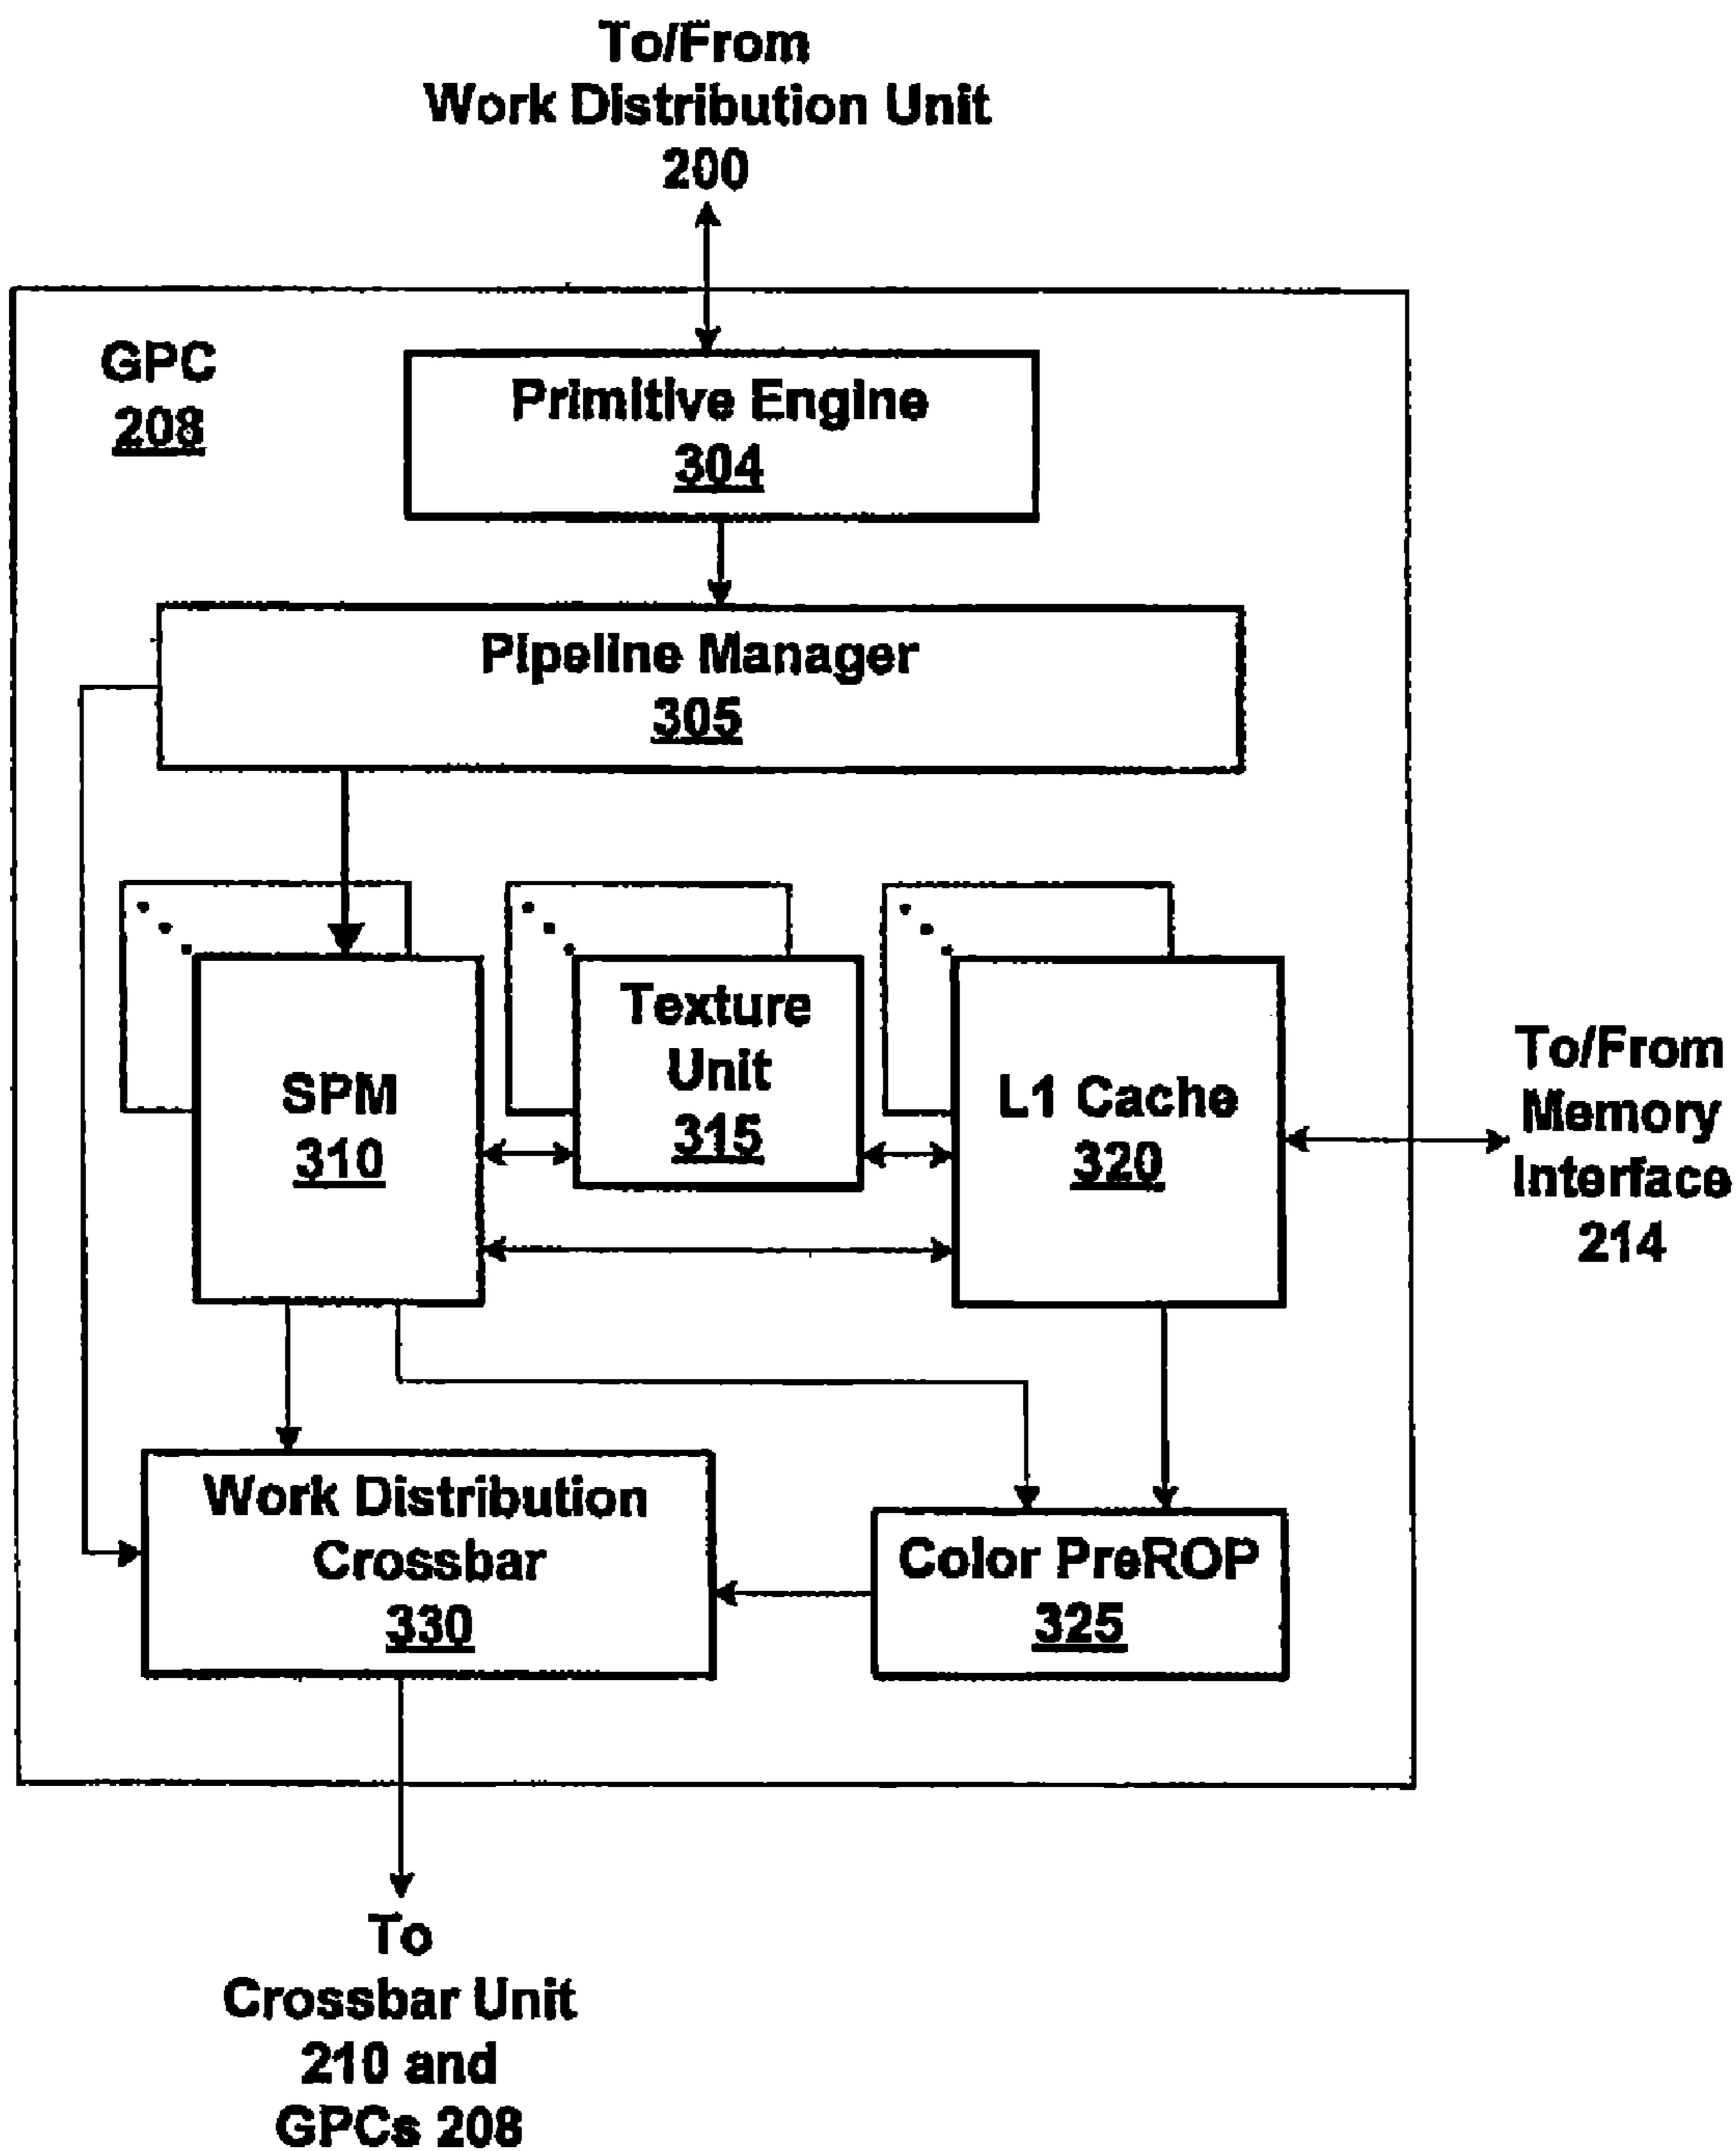 To/From
Work Distribution Unit
200
GPC
208
Primitive Engine
304
Pipeline Manager
305
SPM
310
Texture
Unit
315
L1 Cache
320
To/From
Memory
Interface
214
Work Distribution
Crossbar
330
Color PreROP
325
To
Crossbar Unit
210 and
GPCs 208